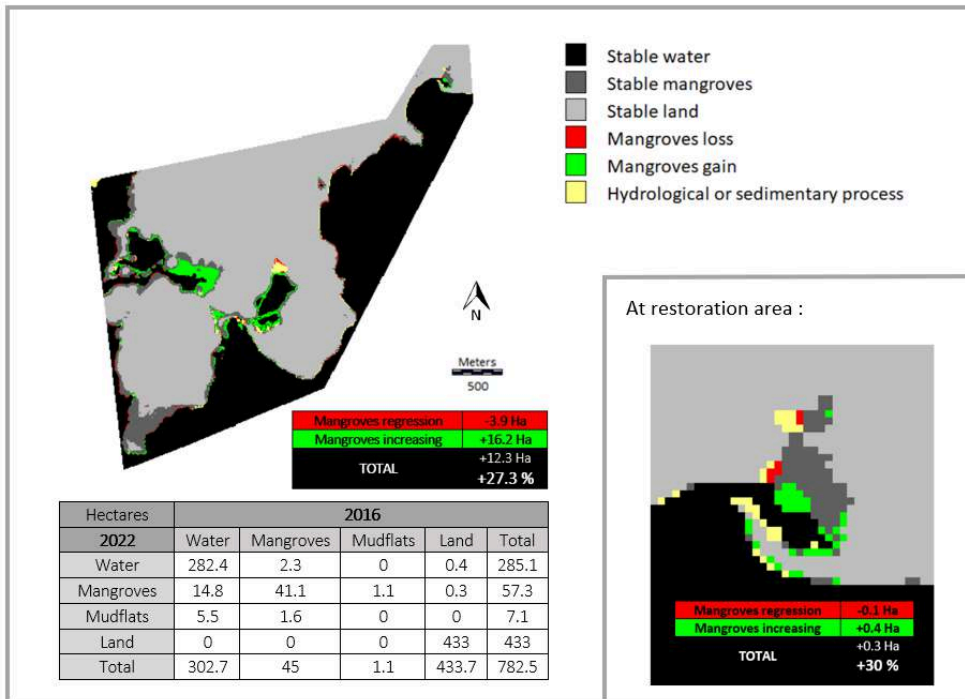 Stable water
Stable mangroves
Stable land
Mangroves loss
Mangroves gain
Hydrological or sedimentary process
N
Meters
500
Mangroves regression -3.9 Ha
Mangroves increasing +16.2 Ha
TOTAL +12.3 Ha
+27.3 %
Hectares 2016
2022 Water Mangroves Mudflats Land Total
Water 282.4 2.3 0 0.4 285.1
Mangroves 14.8 41.1 1.1 0.3 57.3
Mudflats 5.5 1.6 0 0 7.1
Land 0 0 0 433 433
Total 302.7 45 1.1 433.7 782.5
At restoration area :
Mangroves regression -0.1 Ha
Mangroves increasing +0.4 Ha
TOTAL +0.3 Ha
+30 %